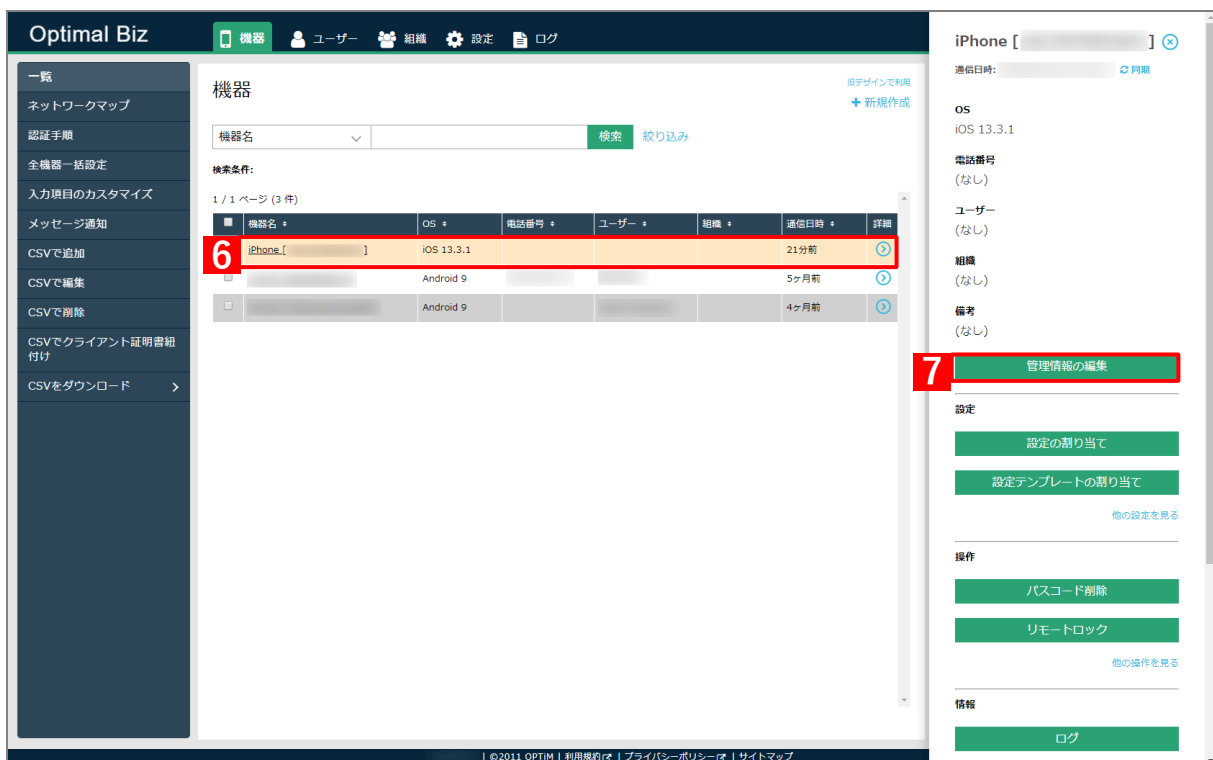 Optimal Biz
機器
ユーザー
組織
設定
ログ
一覧
ネットワークマップ
認証手順
全機器一括設定
入力項目のカスタマイズ
メッセージ通知
CSVで追加
CSVで編集
CSVで削除
CSVでクライアント証明書紐
付け
CSVをダウンロード
機器
旧デザインで利用
新規作成
機器名
検索
絞り込み
検索条件:
1 / 1 ページ (3 件)
機器名 OS 電話番号 ユーザー 組織 通信日時 詳細
6
iPhone [ ] iOS 13.3.1 21分前
Android 9 5ヶ月前
Android 9 4ヶ月前
iPhone [ ]
通信日時: 同期
OS
iOS 13.3.1
電話番号
(なし)
ユーザー
(なし)
組織
(なし)
備考
(なし)
7
管理情報の編集
設定
設定の割り当て
設定テンプレートの割り当て
他の設定を見る
操作
パスコード削除
リモートロック
他の操作を見る
情報
ログ
| ©2011 OPTiM | 利用規約 | プライバシーポリシー | サイトマップ